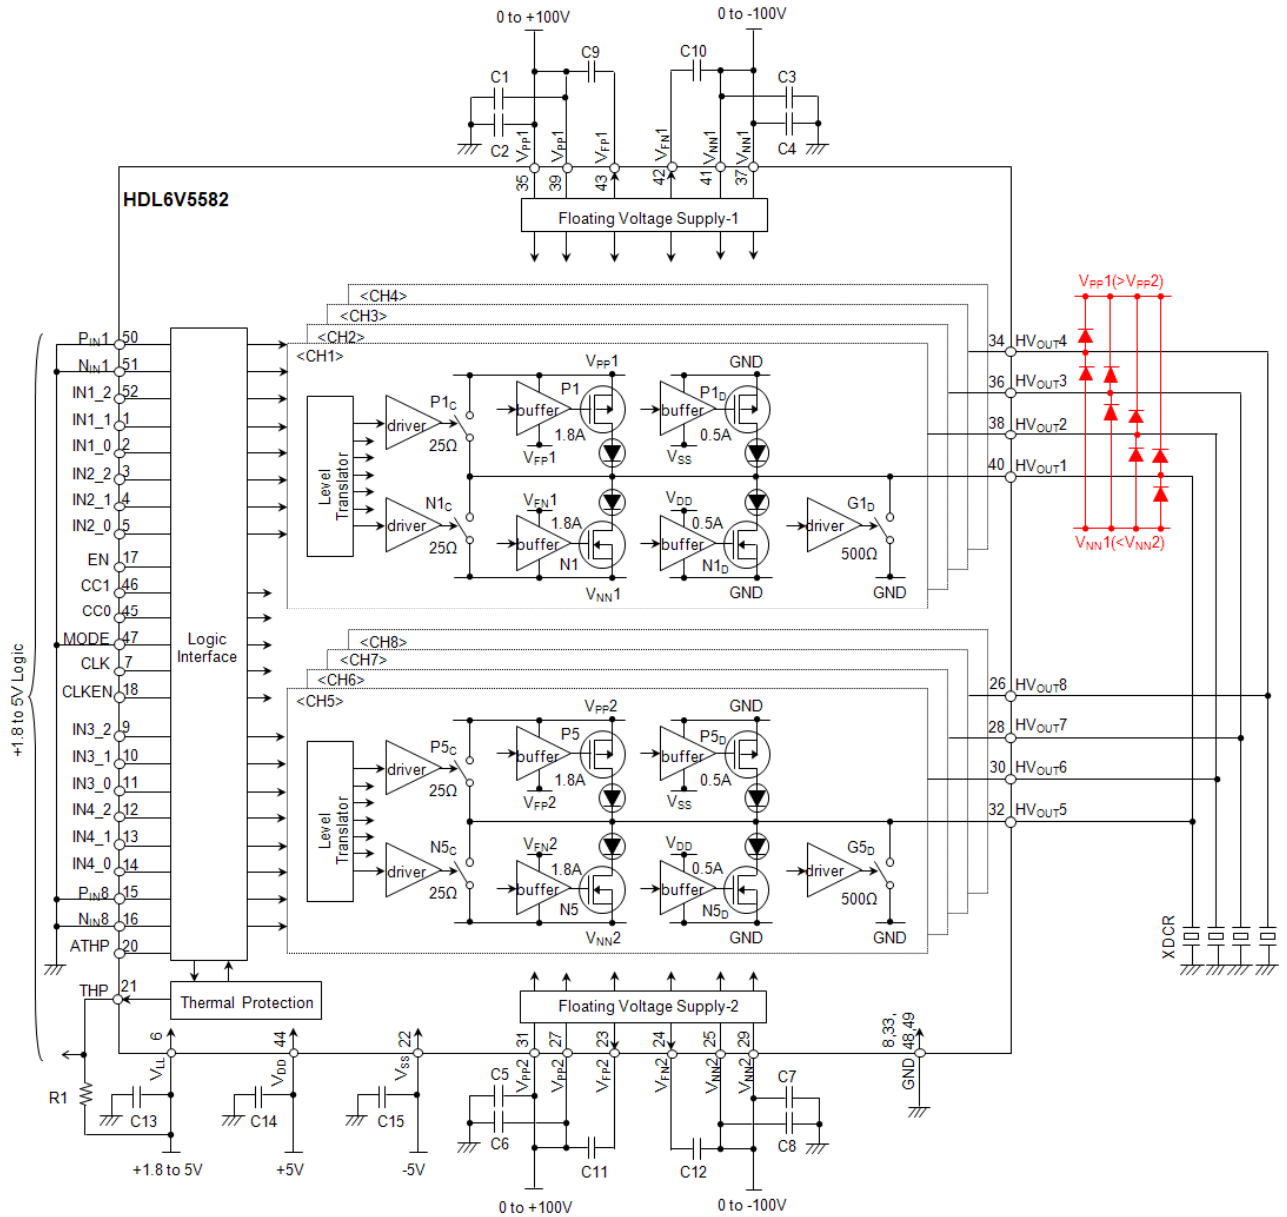 0 to +100V
0 to -100V
C9
C10
C1
C3
C2
C4
VPP1
VPP1
VFP1
VFN1
VNN1
VNN1
35
39
43
42
41
37
HDL6V5582
Floating Voltage Supply-1
<CH4>
<CH3>
<CH2>
<CH1>
VPP1(>VPP2)
VNN1(<VNN2)
PIN1 50
NIN1 51
IN1_2 52
IN1_1 1
IN1_0 2
IN2_2 3
IN2_1 4
IN2_0 5
EN 17
CC1 46
CC0 45
MODE 47
CLK 7
CLKEN 18
IN3_2 9
IN3_1 10
IN3_0 11
IN4_2 12
IN4_1 13
IN4_0 14
PIN8 15
NIN8 16
ATHP 20
THP 21
+1.8 to 5V Logic
Logic
Interface
Level
Translator
VPP1
GND
driver
P1C
25Ω
buffer
P1
1.8A
VFP1
buffer
P1D
0.5A
VSS
driver
N1C
25Ω
VFN1
1.8A
buffer
N1
VNN1
VDD
0.5A
buffer
N1D
GND
driver
G1D
500Ω
GND
34 HVOUT4
36 HVOUT3
38 HVOUT2
40 HVOUT1
<CH8>
<CH7>
<CH6>
<CH5>
Level
Translator
VPP2
GND
driver
P5C
25Ω
buffer
P5
1.8A
VFP2
buffer
P5D
0.5A
VSS
driver
N5C
25Ω
VFN2
1.8A
buffer
N5
VNN2
VDD
0.5A
buffer
N5D
GND
driver
G5D
500Ω
GND
26 HVOUT8
28 HVOUT7
30 HVOUT6
32 HVOUT5
XDCR
Thermal Protection
Floating Voltage Supply-2
6
44
22
31
27
23
24
25
29
8,33,
48,49
VLL
VDD
VSS
VPP2
VPP2
VFP2
VFN2
VNN2
VNN2
GND
R1
C13
C14
C15
C5
C6
C11
C12
C7
C8
+1.8 to 5V
+5V
-5V
0 to +100V
0 to -100V